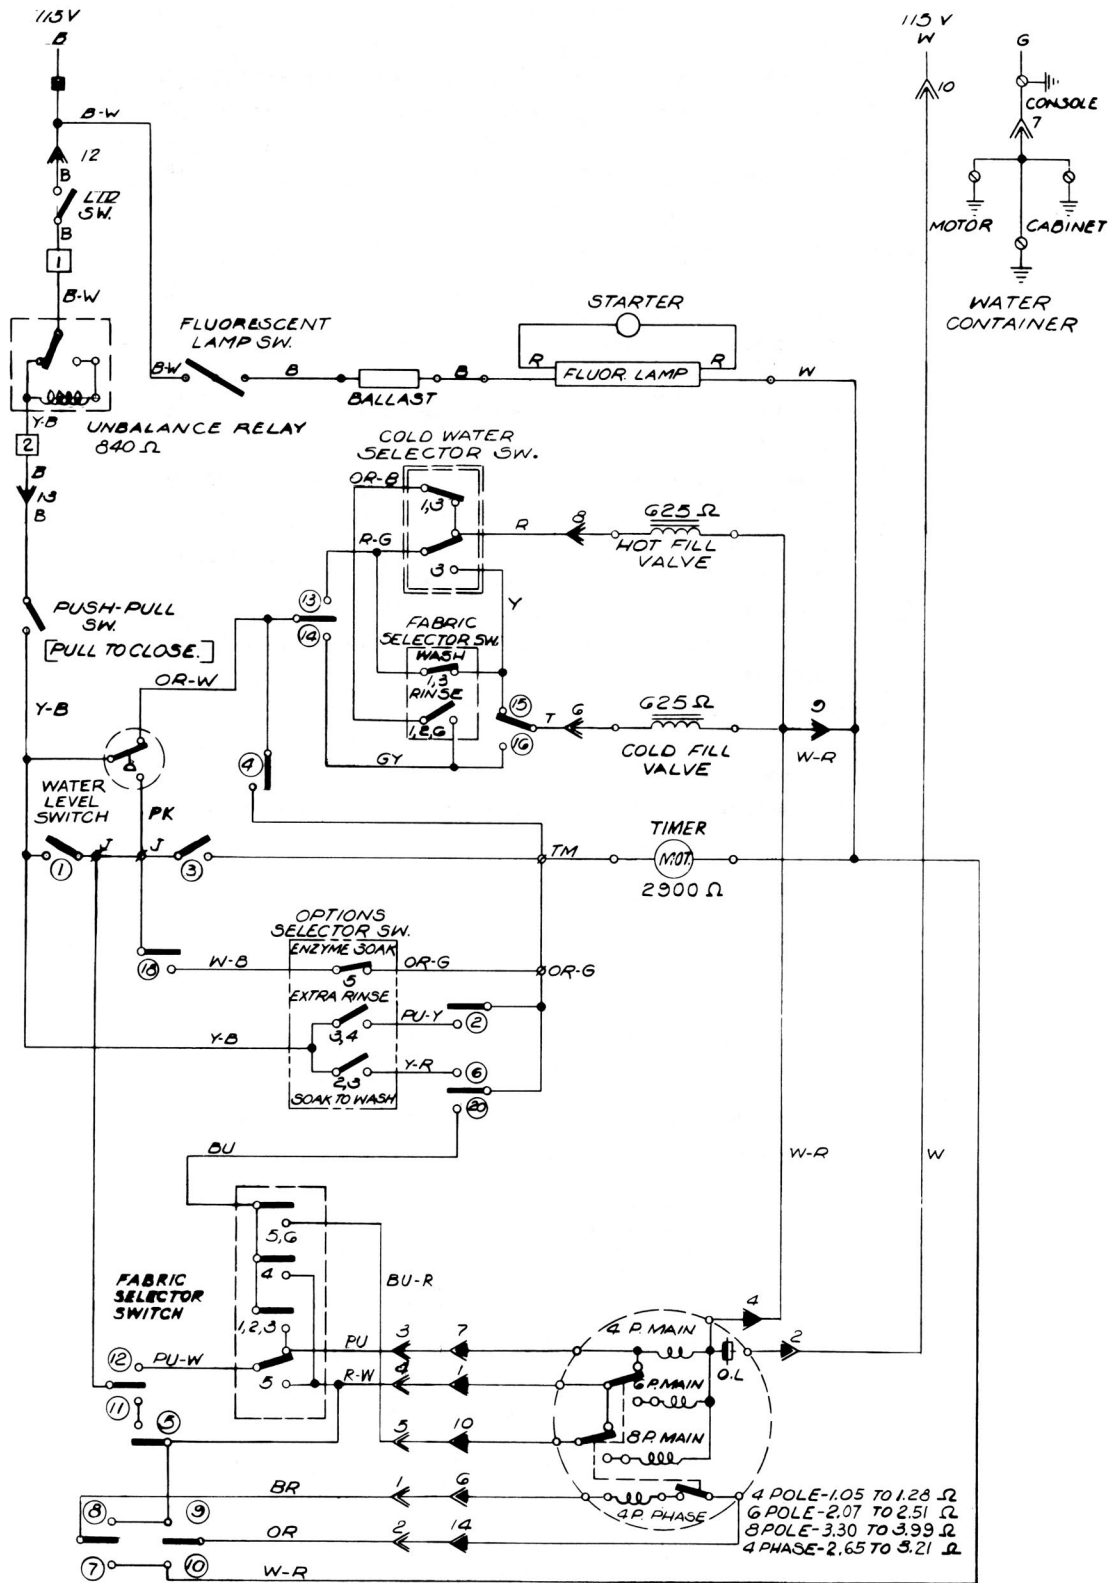 115V
B
115 V
W
G
10
CONSOLE
7
B-W
12
B
LID
SW.
B
1
B-W
MOTOR
CABINET
WATER
CONTAINER
STARTER
FLUORESCENT
LAMP SW.
B-W
B
BALLAST
B
R
FLUOR. LAMP
R
W
Y-B
UNBALANCE RELAY
840 Ω
2
B
13
B
COLD WATER
SELECTOR SW.
OR-B
1,3
R
8
625 Ω
HOT FILL
VALVE
R-G
3
Y
13
14
PUSH-PULL
SW.
[PULL TO CLOSE.]
FABRIC
SELECTOR SW.
WASH
1,3
RINSE
1,2,6
15
16
T
6
625 Ω
COLD FILL
VALVE
9
W-R
OR-W
Y-B
GY
4
WATER
LEVEL
SWITCH
PK
J
J
1
3
TM
TIMER
MOT.
2900 Ω
OPTIONS
SELECTOR SW.
ENZYME SOAK
18
W-B
5
OR-G
OR-G
EXTRA RINSE
3,4
PU-Y
2
Y-B
2,3
Y-R
6
SOAK TO WASH
20
BU
W-R
W
5,6
4
BU-R
FABRIC
SELECTOR
SWITCH
1,2,3
4
2
4 P. MAIN
PU
3
7
O.L
12
PU-W
5
R-W
4
1
6 P. MAIN
11
5
5
10
8 P. MAIN
BR
1
6
4 P. PHASE
4 POLE-1.05 TO 1.28 Ω
6 POLE-2.07 TO 2.51 Ω
8 POLE-3.30 TO 3.99 Ω
4 PHASE-2.65 TO 3.21 Ω
8
9
OR
2
14
7
10
W-R